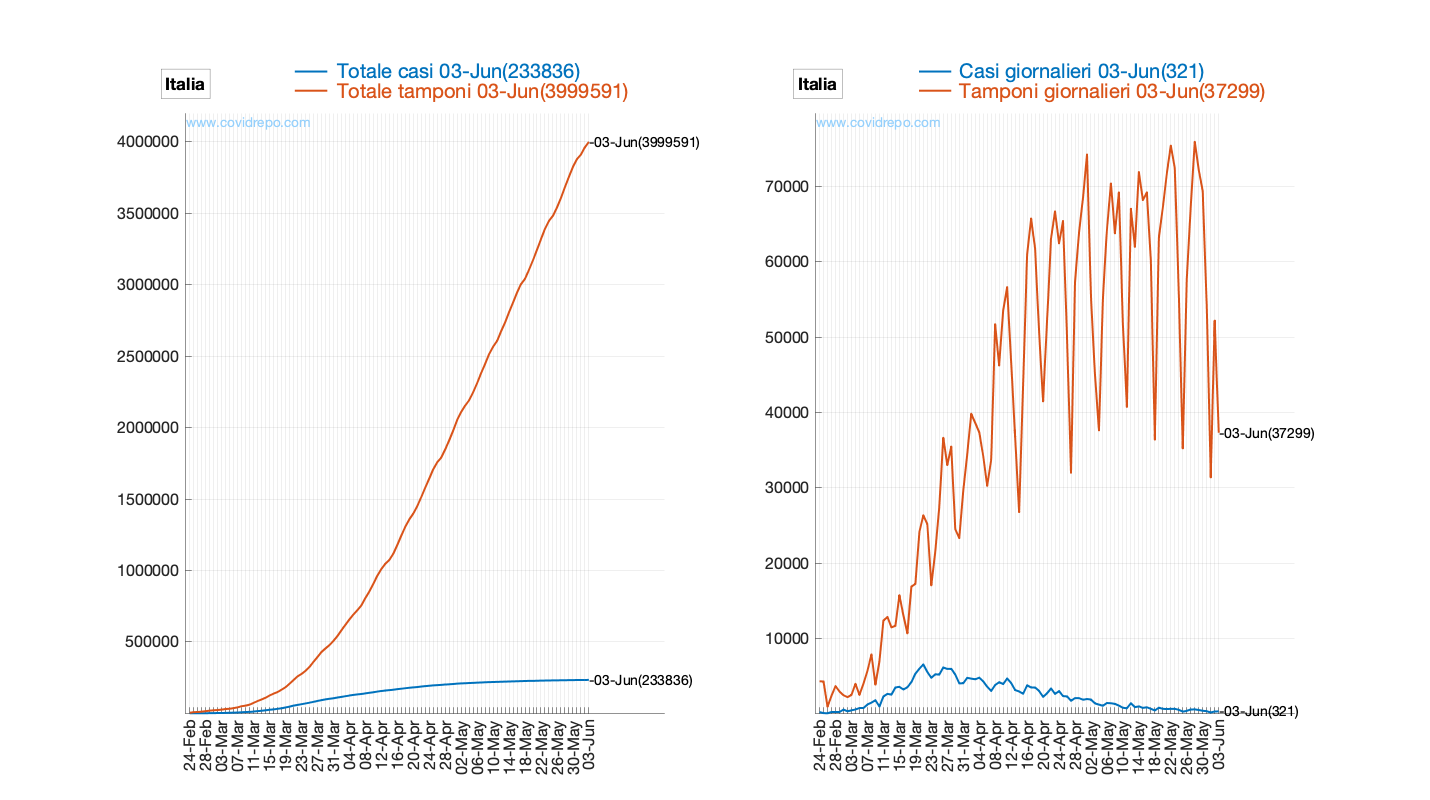 Italia
Totale casi 03-Jun(233836)
Totale tamponi 03-Jun(3999591)
www.covidrepo.com
4000000
3500000
3000000
2500000
2000000
1500000
1000000
500000
-03-Jun(3999591)
-03-Jun(233836)
24-Feb
28-Feb
03-Mar
07-Mar
11-Mar
15-Mar
19-Mar
23-Mar
27-Mar
31-Mar
04-Apr
08-Apr
12-Apr
16-Apr
20-Apr
24-Apr
28-Apr
02-May
06-May
10-May
14-May
18-May
22-May
26-May
30-May
03-Jun
Italia
Casi giornalieri 03-Jun(321)
Tamponi giornalieri 03-Jun(37299)
www.covidrepo.com
70000
60000
50000
40000
30000
20000
10000
-03-Jun(37299)
-03-Jun(321)
24-Feb
28-Feb
03-Mar
07-Mar
11-Mar
15-Mar
19-Mar
23-Mar
27-Mar
31-Mar
04-Apr
08-Apr
12-Apr
16-Apr
20-Apr
24-Apr
28-Apr
02-May
06-May
10-May
14-May
18-May
22-May
26-May
30-May
03-Jun